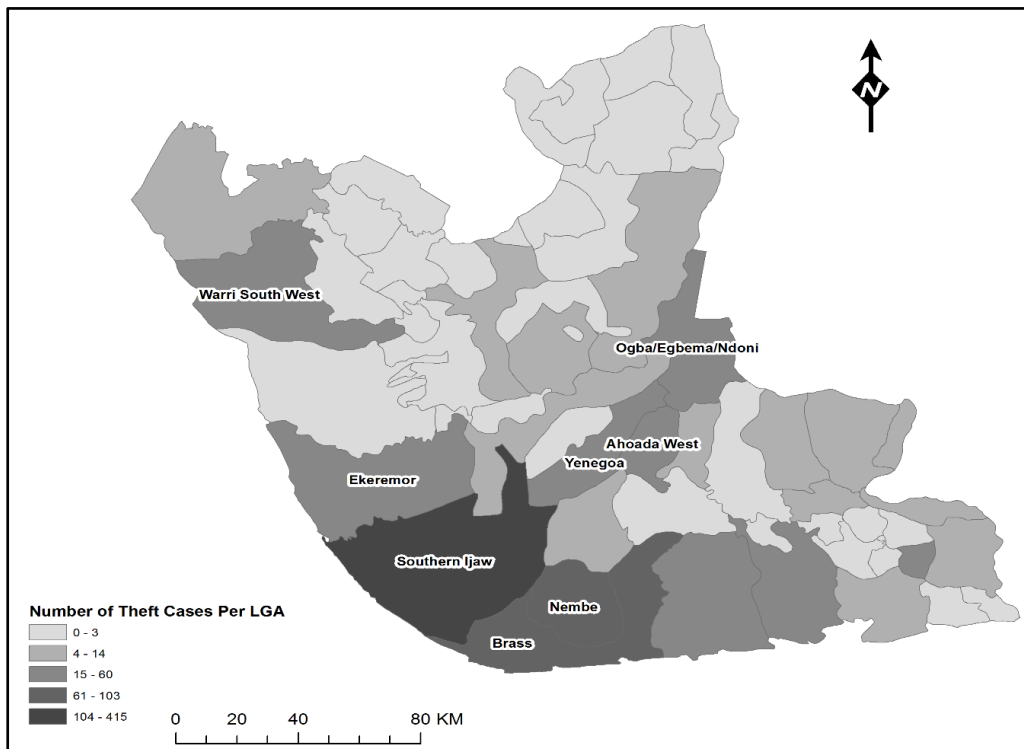 N
Warri South West
Ogba/Egbema/Ndoni
Ahoada West
Yenegoa
Ekeremor
Southern Ijaw
Nembe
Brass
Number of Theft Cases Per LGA
0 - 3
4 - 14
15 - 60
61 - 103
104 - 415
0 20 40 80 KM